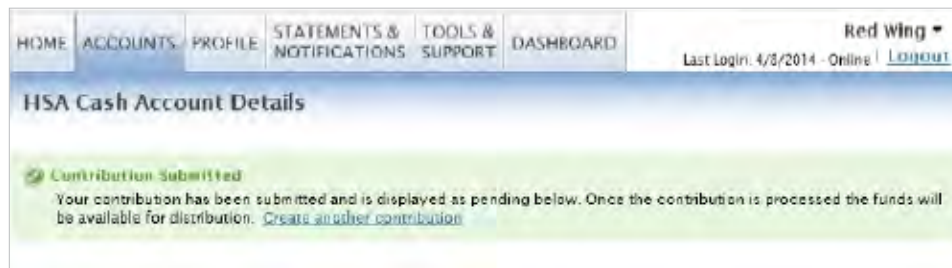 HOME ACCOUNTS PROFILE STATEMENTS & NOTIFICATIONS TOOLS & SUPPORT DASHBOARD
Red Wing
Last Login: 4/8/2014 - Online | Logout
HSA Cash Account Details
Contribution Submitted
Your contribution has been submitted and is displayed as pending below. Once the contribution is processed the funds will
be available for distribution. Create another contribution